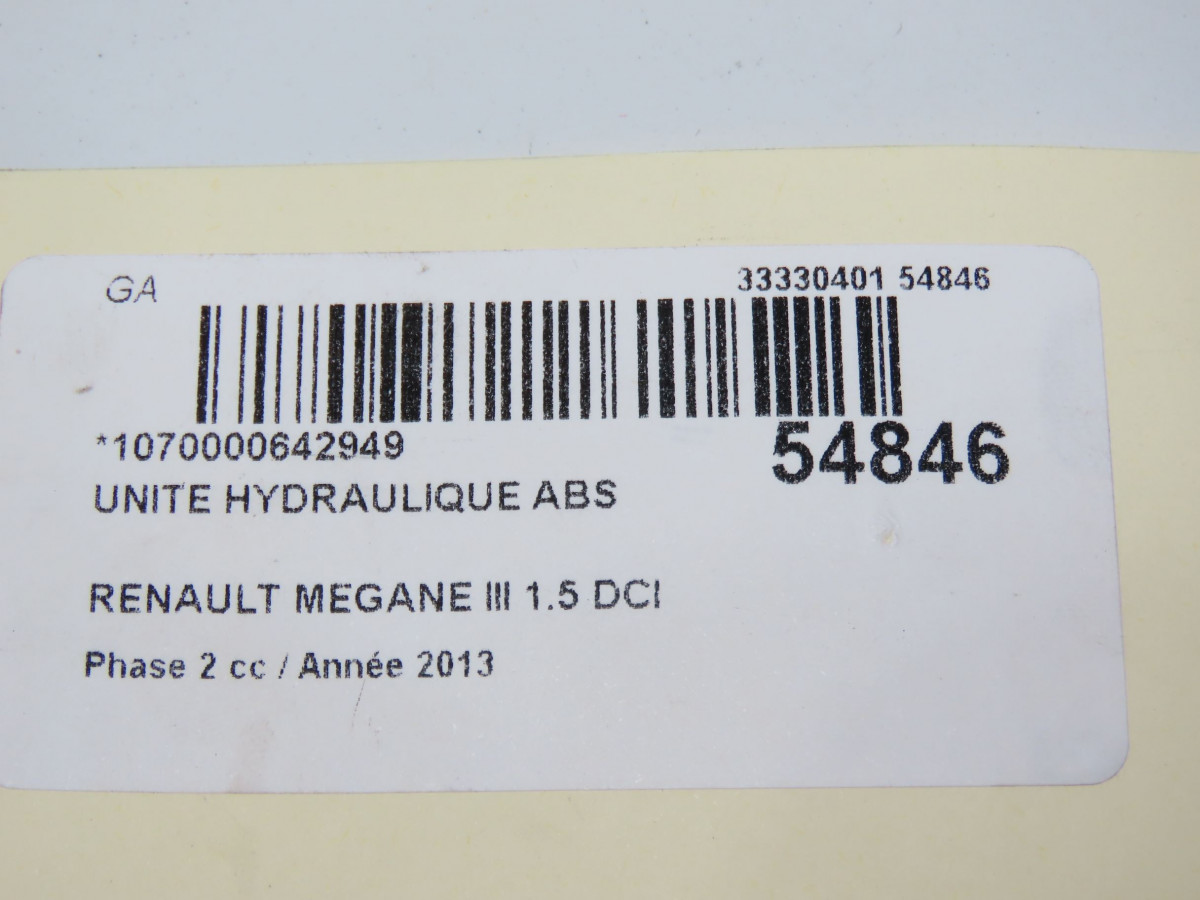 GA
33330401 54846
*1070000642949
54846
UNITE HYDRAULIQUE ABS
RENAULT MEGANE III 1.5 DCI
Phase 2 cc / Année 2013